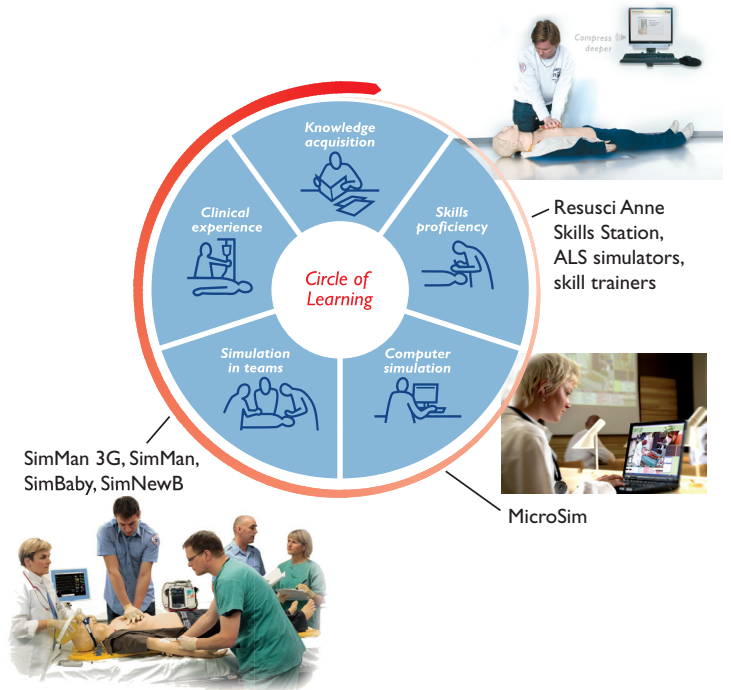 Compress
deeper
Knowledge
acquisition
Clinical
experience
Skills
proficiency
Resusci Anne
Skills Station,
ALS simulators,
skill trainers
Circle of
Learning
Simulation
in teams
Computer
simulation
SimMan 3G, SimMan,
SimBaby, SimNewB
MicroSim